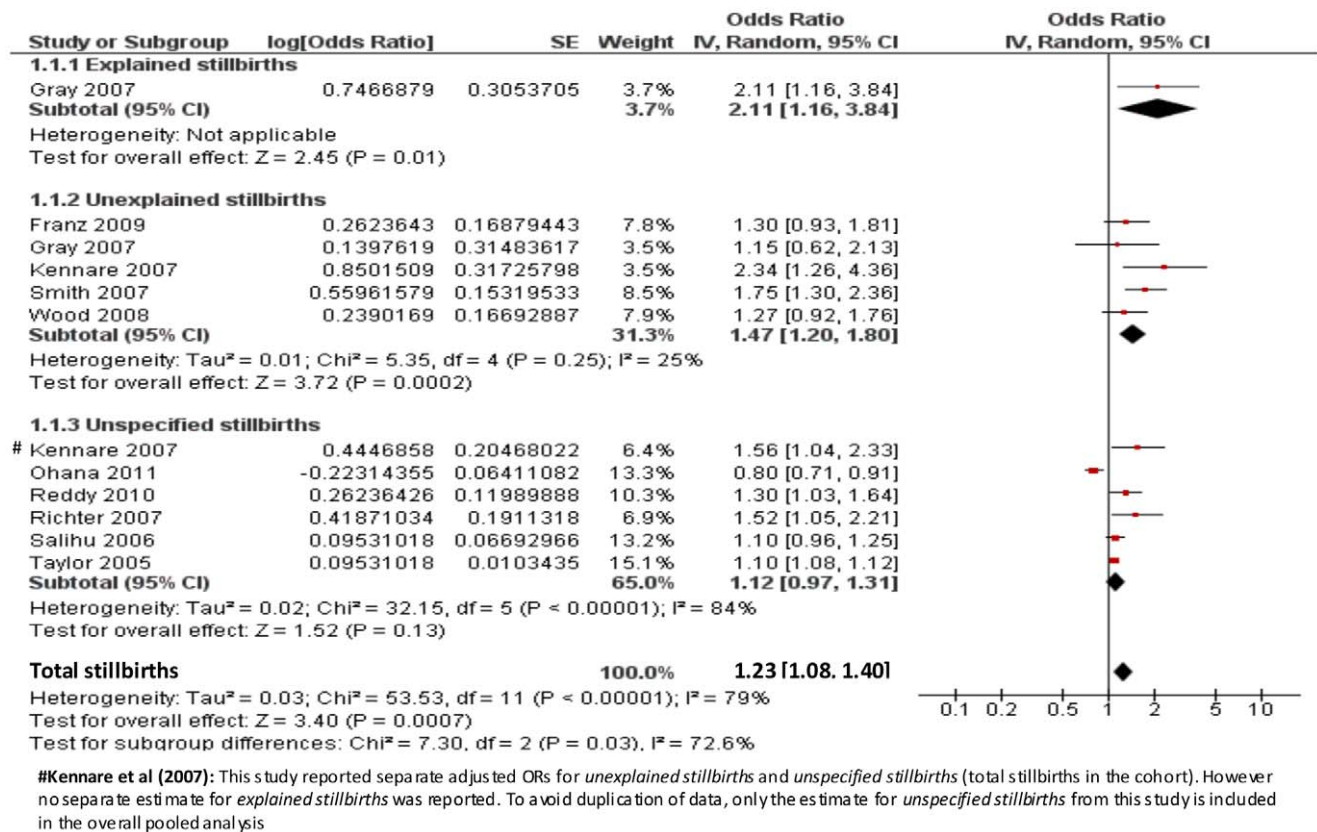 Odds Ratio Odds Ratio
Study or Subgroup log[Odds Ratio] SE Weight IV, Random, 95% CI IV, Random, 95% CI
1.1.1 Explained stillbirths
Gray 2007 0.7466879 0.3053705 3.7% 2.11 [1.16, 3.84]
Subtotal (95% CI) 3.7% 2.11 [1.16, 3.84]
Heterogeneity: Not applicable
Test for overall effect: Z = 2.45 (P = 0.01)
1.1.2 Unexplained stillbirths
Franz 2009 0.2623643 0.16879443 7.8% 1.30 [0.93, 1.81]
Gray 2007 0.1397619 0.31483617 3.5% 1.15 [0.62, 2.13]
Kennare 2007 0.8501509 0.31725798 3.5% 2.34 [1.26, 4.36]
Smith 2007 0.55961579 0.15319533 8.5% 1.75 [1.30, 2.36]
Wood 2008 0.2390169 0.16692887 7.9% 1.27 [0.92, 1.76]
Subtotal (95% CI) 31.3% 1.47 [1.20, 1.80]
Heterogeneity: Tau² = 0.01; Chi² = 5.35, df = 4 (P = 0.25); I² = 25%
Test for overall effect: Z = 3.72 (P = 0.0002)
1.1.3 Unspecified stillbirths
# Kennare 2007 0.4446858 0.20468022 6.4% 1.56 [1.04, 2.33]
Ohana 2011 -0.22314355 0.06411082 13.3% 0.80 [0.71, 0.91]
Reddy 2010 0.26236426 0.11989888 10.3% 1.30 [1.03, 1.64]
Richter 2007 0.41871034 0.1911318 6.9% 1.52 [1.05, 2.21]
Salihu 2006 0.09531018 0.06692966 13.2% 1.10 [0.96, 1.25]
Taylor 2005 0.09531018 0.0103435 15.1% 1.10 [1.08, 1.12]
Subtotal (95% CI) 65.0% 1.12 [0.97, 1.31]
Heterogeneity: Tau² = 0.02; Chi² = 32.15, df = 5 (P < 0.00001); I² = 84%
Test for overall effect: Z = 1.52 (P = 0.13)
Total stillbirths 100.0% 1.23 [1.08. 1.40]
Heterogeneity: Tau² = 0.03; Chi² = 53.53, df = 11 (P < 0.00001); I² = 79%
Test for overall effect: Z = 3.40 (P = 0.0007)
Test for subgroup differences: Chi² = 7.30, df = 2 (P = 0.03), I² = 72.6%
0.1 0.2 0.5 1 2 5 10
#Kennare et al (2007): This study reported separate adjusted ORs for unexplained stillbirths and unspecified stillbirths (total stillbirths in the cohort). However
no separate estimate for explained stillbirths was reported. To avoid duplication of data, only the estimate for unspecified stillbirths from this study is included
in the overall pooled analysis